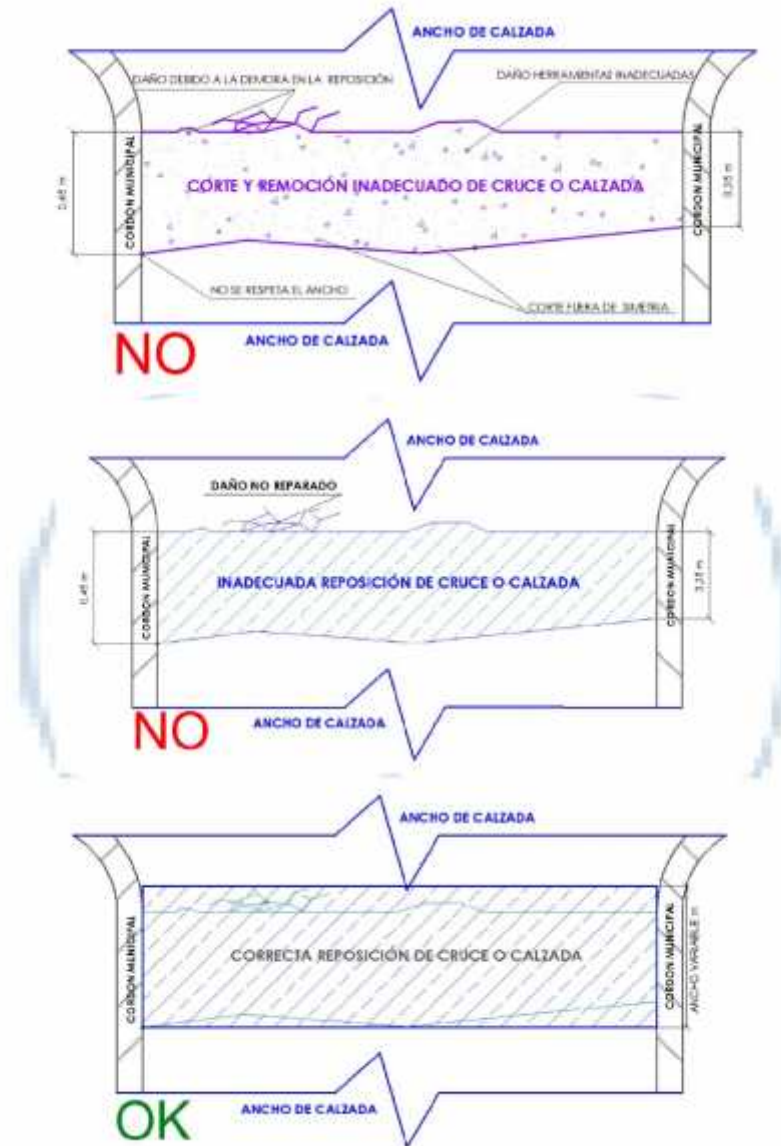 ANCHO DE CALZADA
DAÑO DEBIDO A LA DEMORA EN LA REPOSICIÓN
DAÑO HERRAMIENTAS INADECUADAS
0,45 m
CORDON MUNICIPAL
CORTE Y REMOCIÓN INADECUADO DE CRUCE O CALZADA
CORDON MUNICIPAL
0,35 m
NO SE RESPETA EL ANCHO
CORTE FUERA DE SIMETRIA
NO
ANCHO DE CALZADA
ANCHO DE CALZADA
DAÑO NO REPARADO
0,45 m
CORDON MUNICIPAL
INADECUADA REPOSICIÓN DE CRUCE O CALZADA
CORDON MUNICIPAL
0,35 m
NO
ANCHO DE CALZADA
ANCHO DE CALZADA
CORDON MUNICIPAL
CORRECTA REPOSICIÓN DE CRUCE O CALZADA
CORDON MUNICIPAL
ANCHO VARIABLE m
OK
ANCHO DE CALZADA